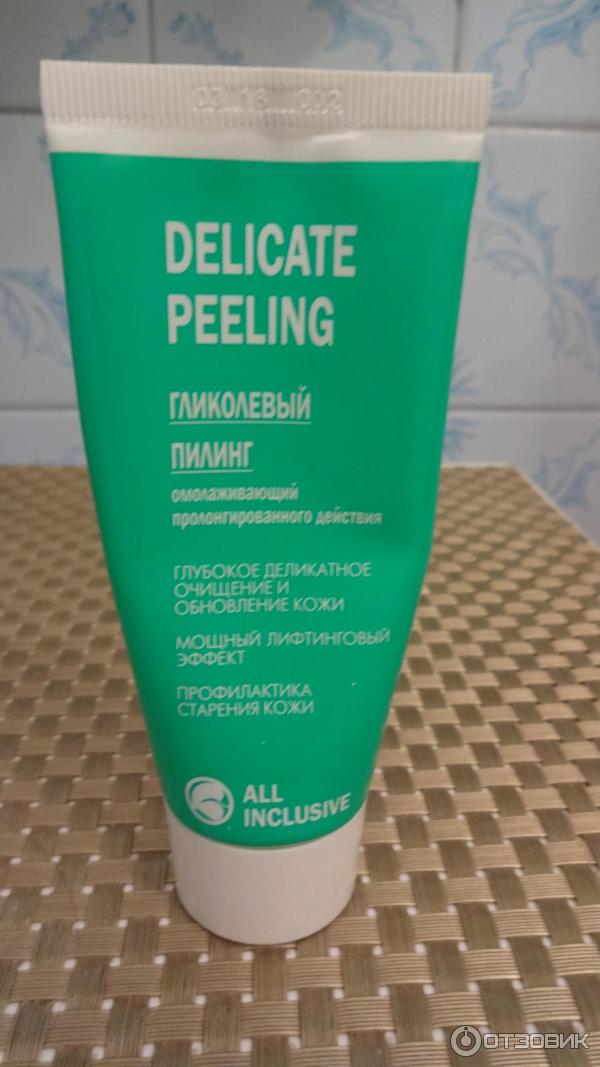 03 18 002
DELICATE
PEELING
ГЛИКОЛЕВЫЙ
ПИЛИНГ
омолаживающий
пролонгированного действия
ГЛУБОКОЕ ДЕЛИКАТНОЕ
ОЧИЩЕНИЕ И
ОБНОВЛЕНИЕ КОЖИ
МОЩНЫЙ ЛИФТИНГОВЫЙ
ЭФФЕКТ
ПРОФИЛАКТИКА
СТАРЕНИЯ КОЖИ
ALL
INCLUSIVE
ОТЗОВИК